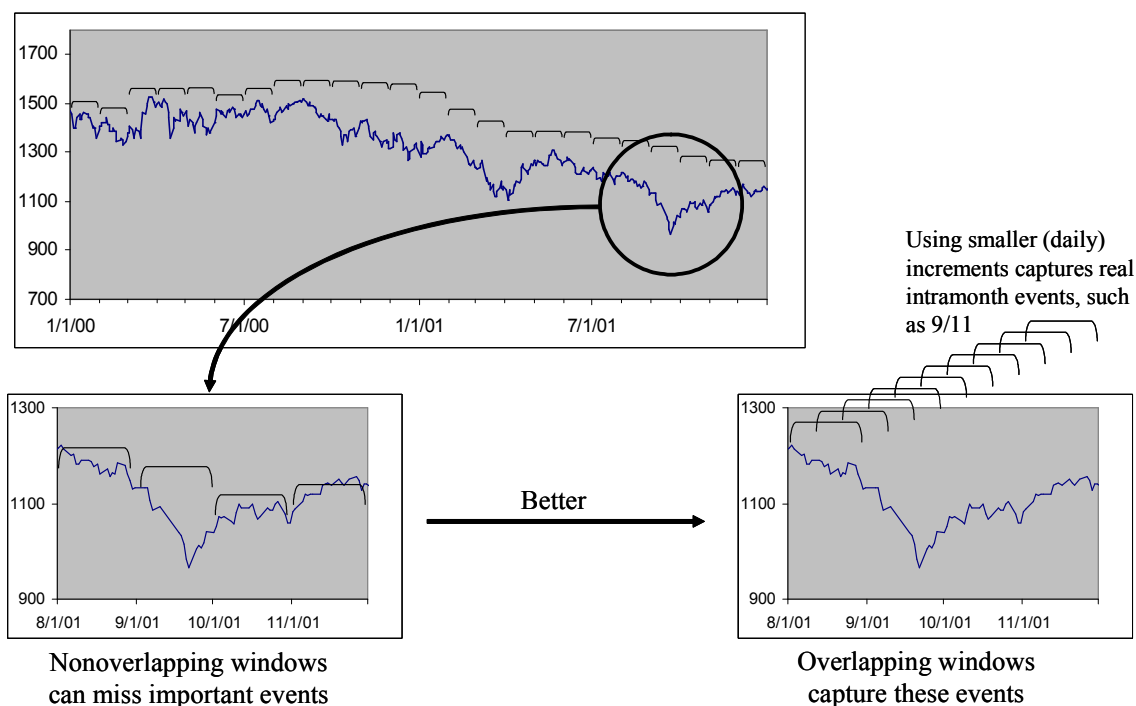 1700
1500
1300
1100
900
700
1/1/00
7/1/00
1/1/01
7/1/01
Using smaller (daily)
increments captures real
intramonth events, such
as 9/11
1300
1100
900
8/1/01
9/1/01
10/1/01
11/1/01
Nonoverlapping windows
can miss important events
Better
1300
1100
900
8/1/01
9/1/01
10/1/01
11/1/01
Overlapping windows
capture these events